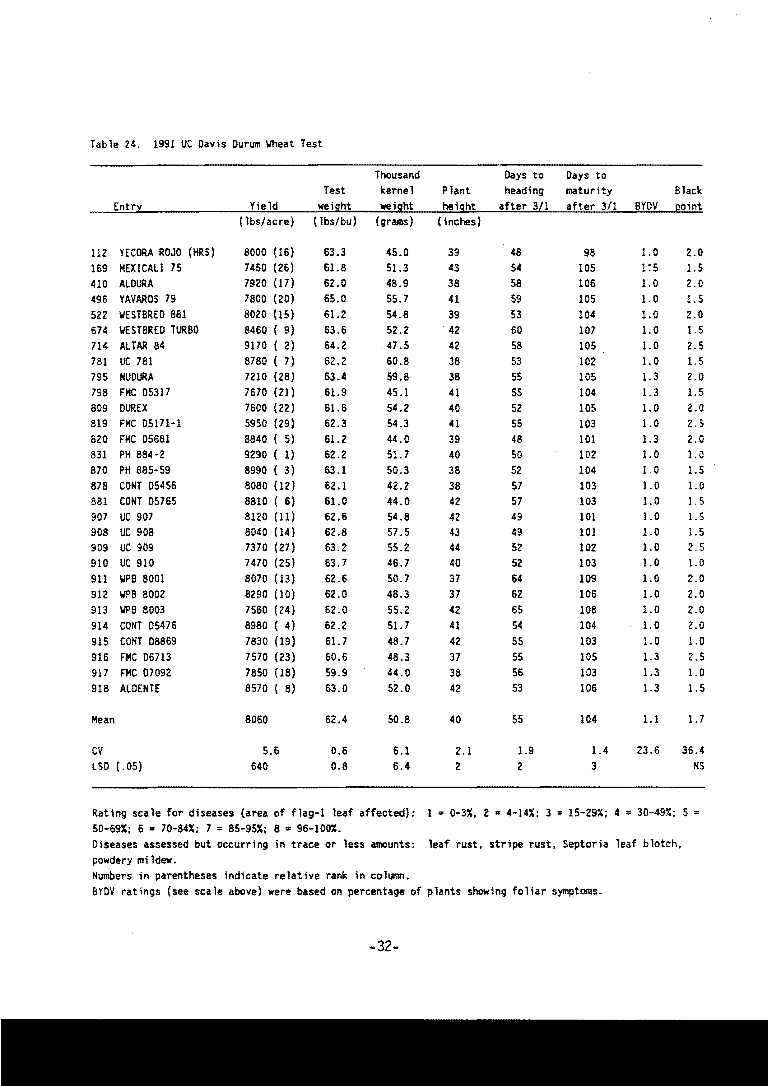 Table 24. 1991 UC Davis Durum Wheat Test
Thousand Days to Days to
Test kernel Plant heading maturity Black
Entry Yield weight weight height after 3/1 after 3/1 BYDV point
(lbs/acre) (lbs/bu) (grams) (inches)
112 YECORA ROJO (HRS) 8000 (16) 63.3 45.0 39 48 98 1.0 2.0
169 MEXICALI 75 7450 (26) 61.8 51.3 43 54 105 1.5 1.5
410 ALDURA 7920 (17) 62.0 48.9 38 58 106 1.0 2.0
496 YAVAROS 79 7800 (20) 65.0 55.7 41 59 105 1.0 1.5
522 WESTBRED 881 8020 (15) 61.2 54.8 39 53 104 1.0 2.0
674 WESTBRED TURBO 8460 ( 9) 63.6 52.2 42 60 107 1.0 1.5
714 ALTAR 84 9170 ( 2) 64.2 47.5 42 58 105 1.0 2.5
781 UC 781 8780 ( 7) 62.2 60.8 38 53 102 1.0 1.5
795 NUDURA 7210 (28) 63.4 59.8 38 55 105 1.3 2.0
798 FMC D5317 7670 (21) 61.9 45.1 41 55 104 1.3 1.5
809 DUREX 7600 (22) 61.6 54.2 40 52 105 1.0 2.0
819 FMC D5171-1 5950 (29) 62.3 54.3 41 55 103 1.0 2.5
820 FMC D5681 8840 ( 5) 61.2 44.0 39 48 101 1.3 2.0
831 PH 884-2 9290 ( 1) 62.2 51.7 40 50 102 1.0 1.0
870 PH 885-59 8990 ( 3) 63.1 50.3 38 52 104 1.0 1.5
878 CONT D5456 8080 (12) 62.1 42.2 38 57 103 1.0 1.0
881 CONT D5765 8810 ( 6) 61.0 44.0 42 57 103 1.0 1.5
907 UC 907 8120 (11) 62.6 54.8 42 49 101 1.0 1.5
908 UC 908 8040 (14) 62.8 57.5 43 49 101 1.0 1.5
909 UC 909 7370 (27) 63.2 55.2 44 52 102 1.0 2.5
910 UC 910 7470 (25) 63.7 46.7 40 52 103 1.0 1.0
911 WPB 8001 8070 (13) 62.6 50.7 37 64 109 1.0 2.0
912 WPB 8002 8290 (10) 62.0 48.3 37 62 106 1.0 2.0
913 WPB 8003 7560 (24) 62.0 55.2 42 65 108 1.0 2.0
914 CONT D5476 8980 ( 4) 62.2 51.7 41 54 104 1.0 2.0
915 CONT D8869 7830 (19) 61.7 48.7 42 55 103 1.0 1.0
916 FMC D6713 7570 (23) 60.6 48.3 37 55 105 1.3 2.5
917 FMC D7092 7850 (18) 59.9 44.0 38 56 103 1.3 1.0
918 ALDENTE 8570 ( 8) 63.0 52.0 42 53 106 1.3 1.5
Mean 8060 62.4 50.8 40 55 104 1.1 1.7
CV 5.6 0.6 6.1 2.1 1.9 1.4 23.6 36.4
LSD (.05) 640 0.8 6.4 2 2 3 NS
Rating scale for diseases (area of flag-1 leaf affected): 1 = 0-3%, 2 = 4-14%; 3 = 15-29%; 4 = 30-49%; 5 =
50-69%; 6 = 70-84%; 7 = 85-95%; 8 = 96-100%.
Diseases assessed but occurring in trace or less amounts: leaf rust, stripe rust, Septoria leaf blotch,
powdery mildew.
Numbers in parentheses indicate relative rank in column.
BYDV ratings (see scale above) were based on percentage of plants showing foliar symptoms.
-32-